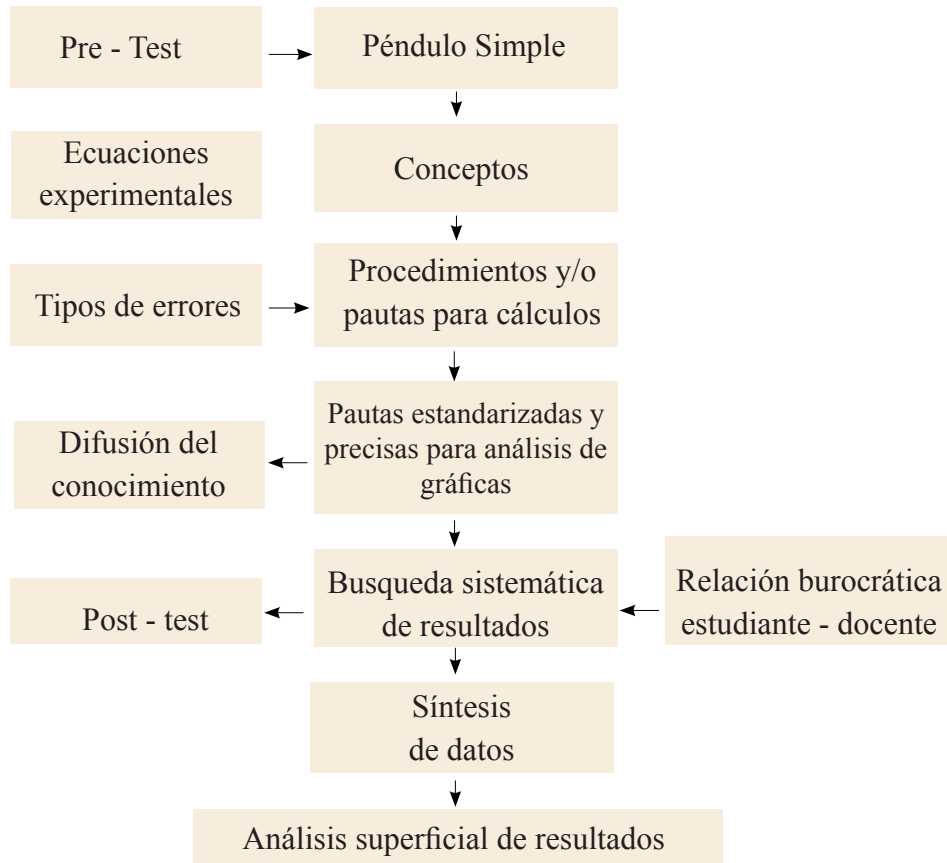 Pre - Test
Péndulo Simple
Ecuaciones
experimentales
Conceptos
Tipos de errores
Procedimientos y/o
pautas para cálculos
Difusión del
conocimiento
Pautas estandarizadas y
precisas para análisis de
gráficas
Post - test
Busqueda sistemática
de resultados
Relación burocrática
estudiante - docente
Síntesis
de datos
Análisis superficial de resultados